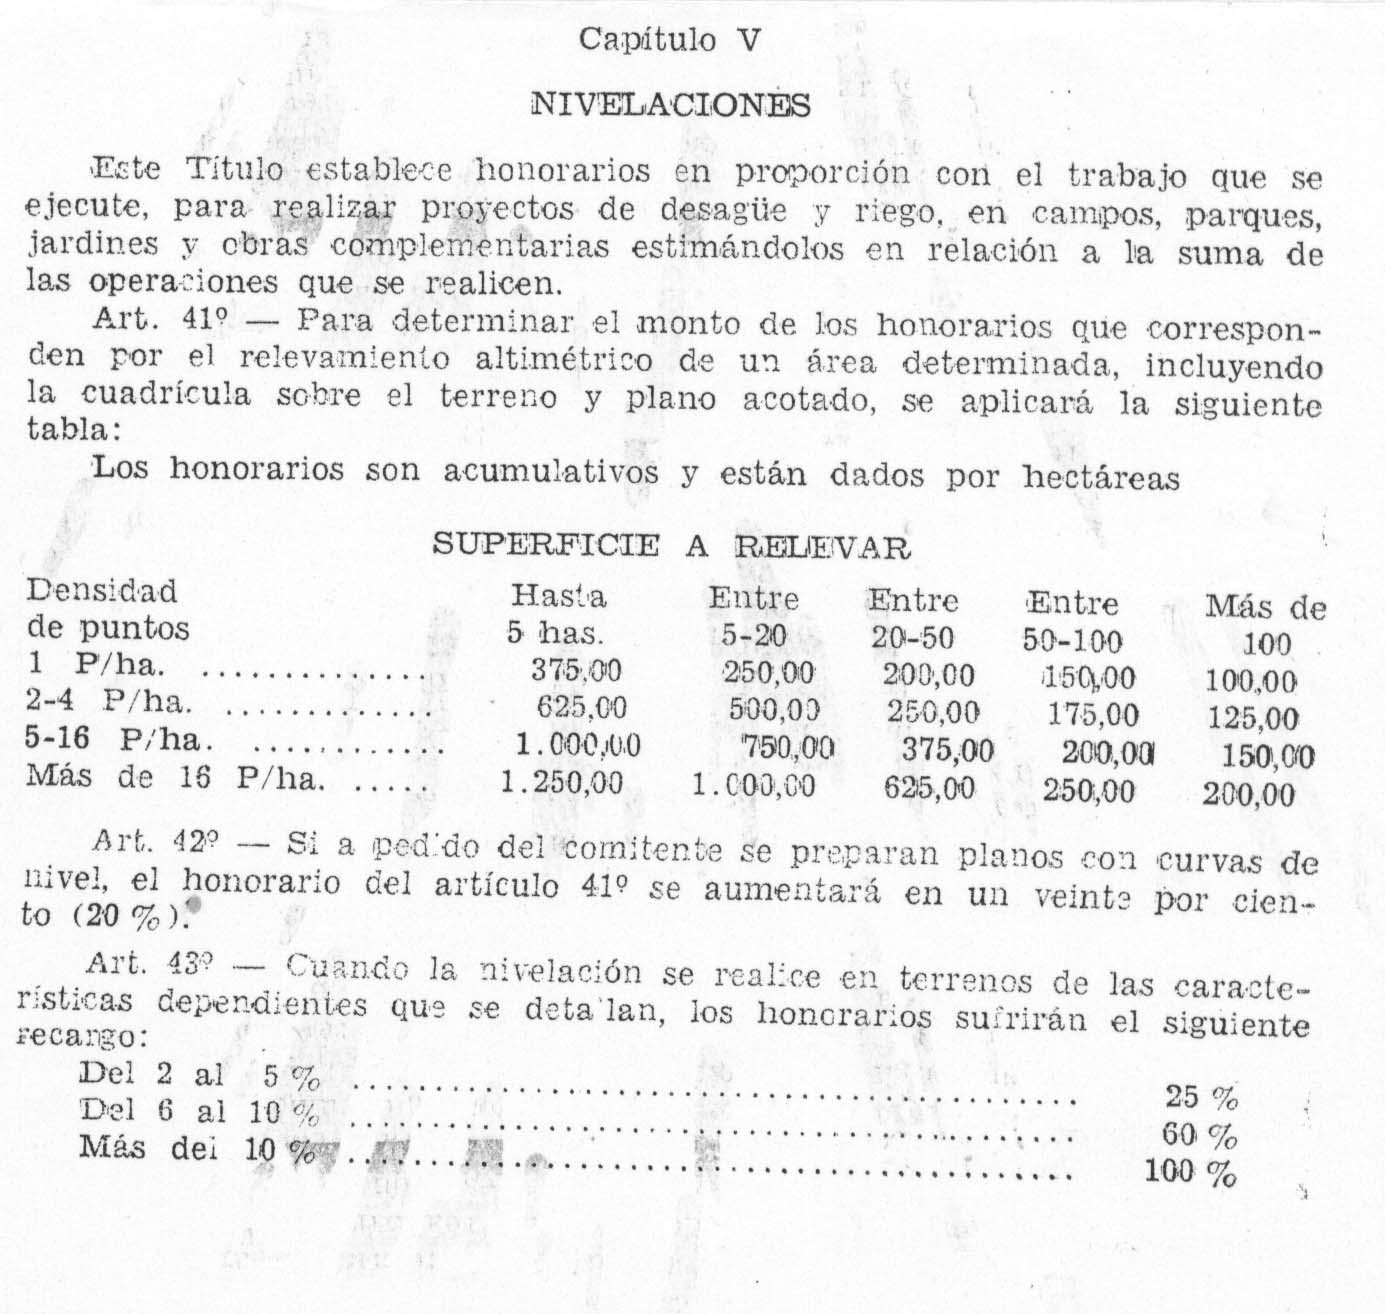 Capítulo V
NIVELACIONES
Este Título establece honorarios en proporción con el trabajo que se
ejecute, para realizar proyectos de desagüe y riego, en campos, parques,
jardines y obras complementarias estimándolos en relación a la suma de
las operaciones que se realicen.
Art. 41º — Para determinar el monto de los honorarios que correspon-
den por el relevamiento altimétrico de un área determinada, incluyendo
la cuadrícula sobre el terreno y plano acotado, se aplicará la siguiente
tabla:
Los honorarios son acumulativos y están dados por hectáreas
SUPERFICIE A RELEVAR
Densidad Hasta Entre Entre Entre Más de
de puntos 5 has. 5-20 20-50 50-100 100
1 P/ha. .............. 375,00 250,00 200,00 150,00 100,00
2-4 P/ha. ............. 625,00 500,00 250,00 175,00 125,00
5-16 P/ha. ............ 1.000,00 750,00 375,00 200,00 150,00
Más de 16 P/ha. ..... 1.250,00 1.000,00 625,00 250,00 200,00
Art. 42º — Si a pedido del comitente se preparan planos con curvas de
nivel, el honorario del artículo 41º se aumentará en un veinte por cien-
to (20 %).
Art. 43º — Cuando la nivelación se realice en terrenos de las caracte-
rísticas dependientes que se detallan, los honorarios sufrirán el siguiente
recargo:
Del 2 al 5 % ............................................. 25 %
Del 6 al 10 % ............................................. 60 %
Más del 10 % ............................................. 100 %